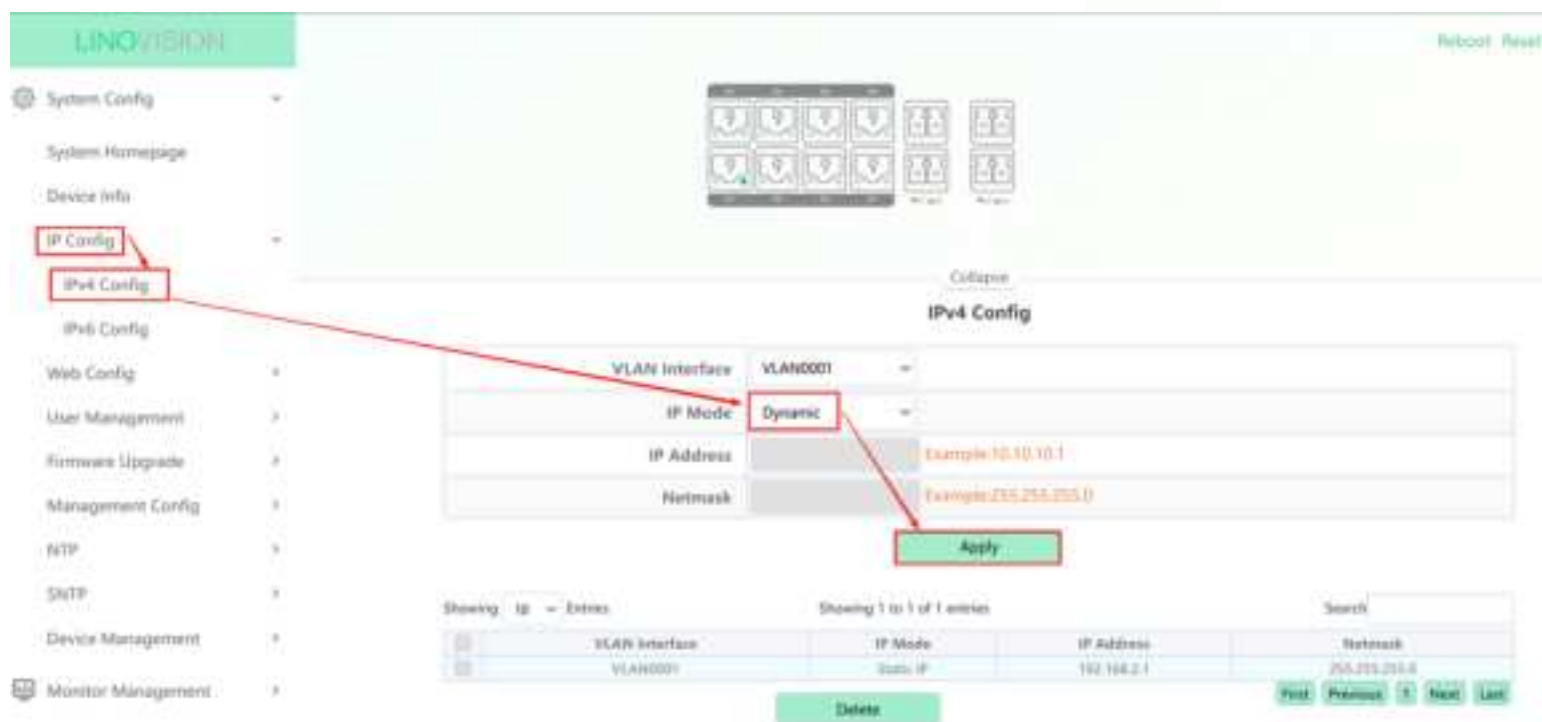 LINOVISION
Reboot Reset
System Config
System Homepage
Device Info
IP Config
IPv4 Config
IPv6 Config
Web Config
User Management
Firmware Upgrade
Management Config
NTP
SNTP
Device Management
Monitor Management
Collapse
IPv4 Config
VLAN Interface VLAN0001
IP Mode Dynamic
IP Address Example:10.10.10.1
Netmask Example:255.255.255.0
Apply
Showing Entries
Showing 1 to 1 of 1 entries
Search
VLAN Interface IP Mode IP Address Netmask
VLAN0001 Static IP 192.168.2.1 255.255.255.0
First Previous 1 Next Last
Delete